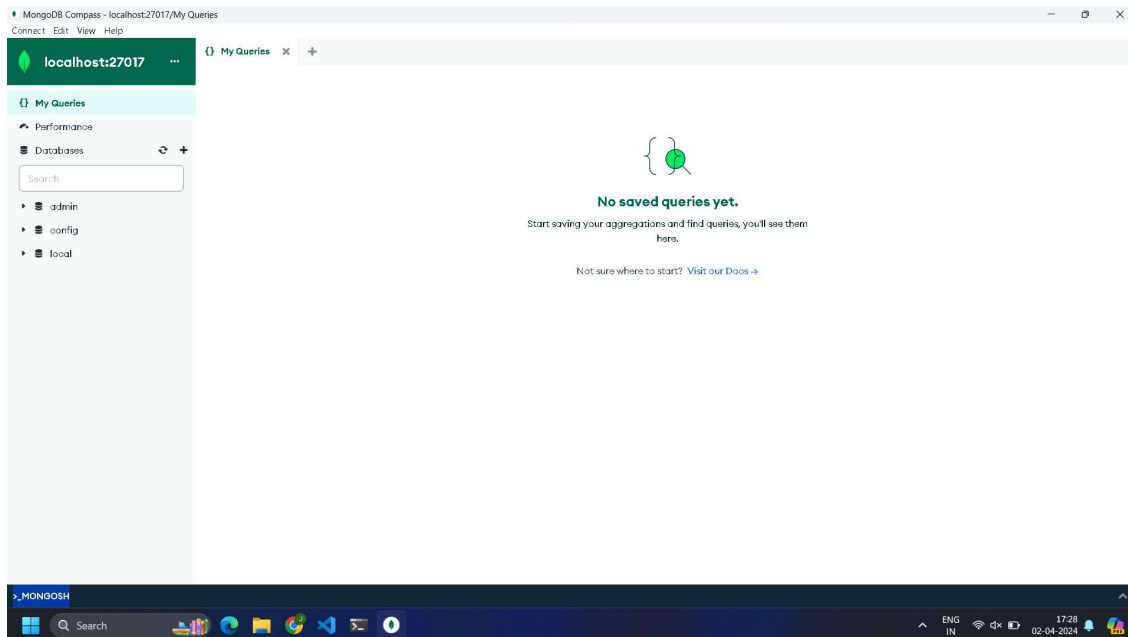 MongoDB Compass - localhost:27017/My Queries
Connect Edit View Help
localhost:27017 ...
{} My Queries
{} My Queries
Performance
Databases
Search
admin
config
local
No saved queries yet.
Start saving your aggregations and find queries, you'll see them
here.
Not sure where to start? Visit our Docs →
>_MONGOSH
Search
ENG
IN
17:28
02-04-2024
PRE